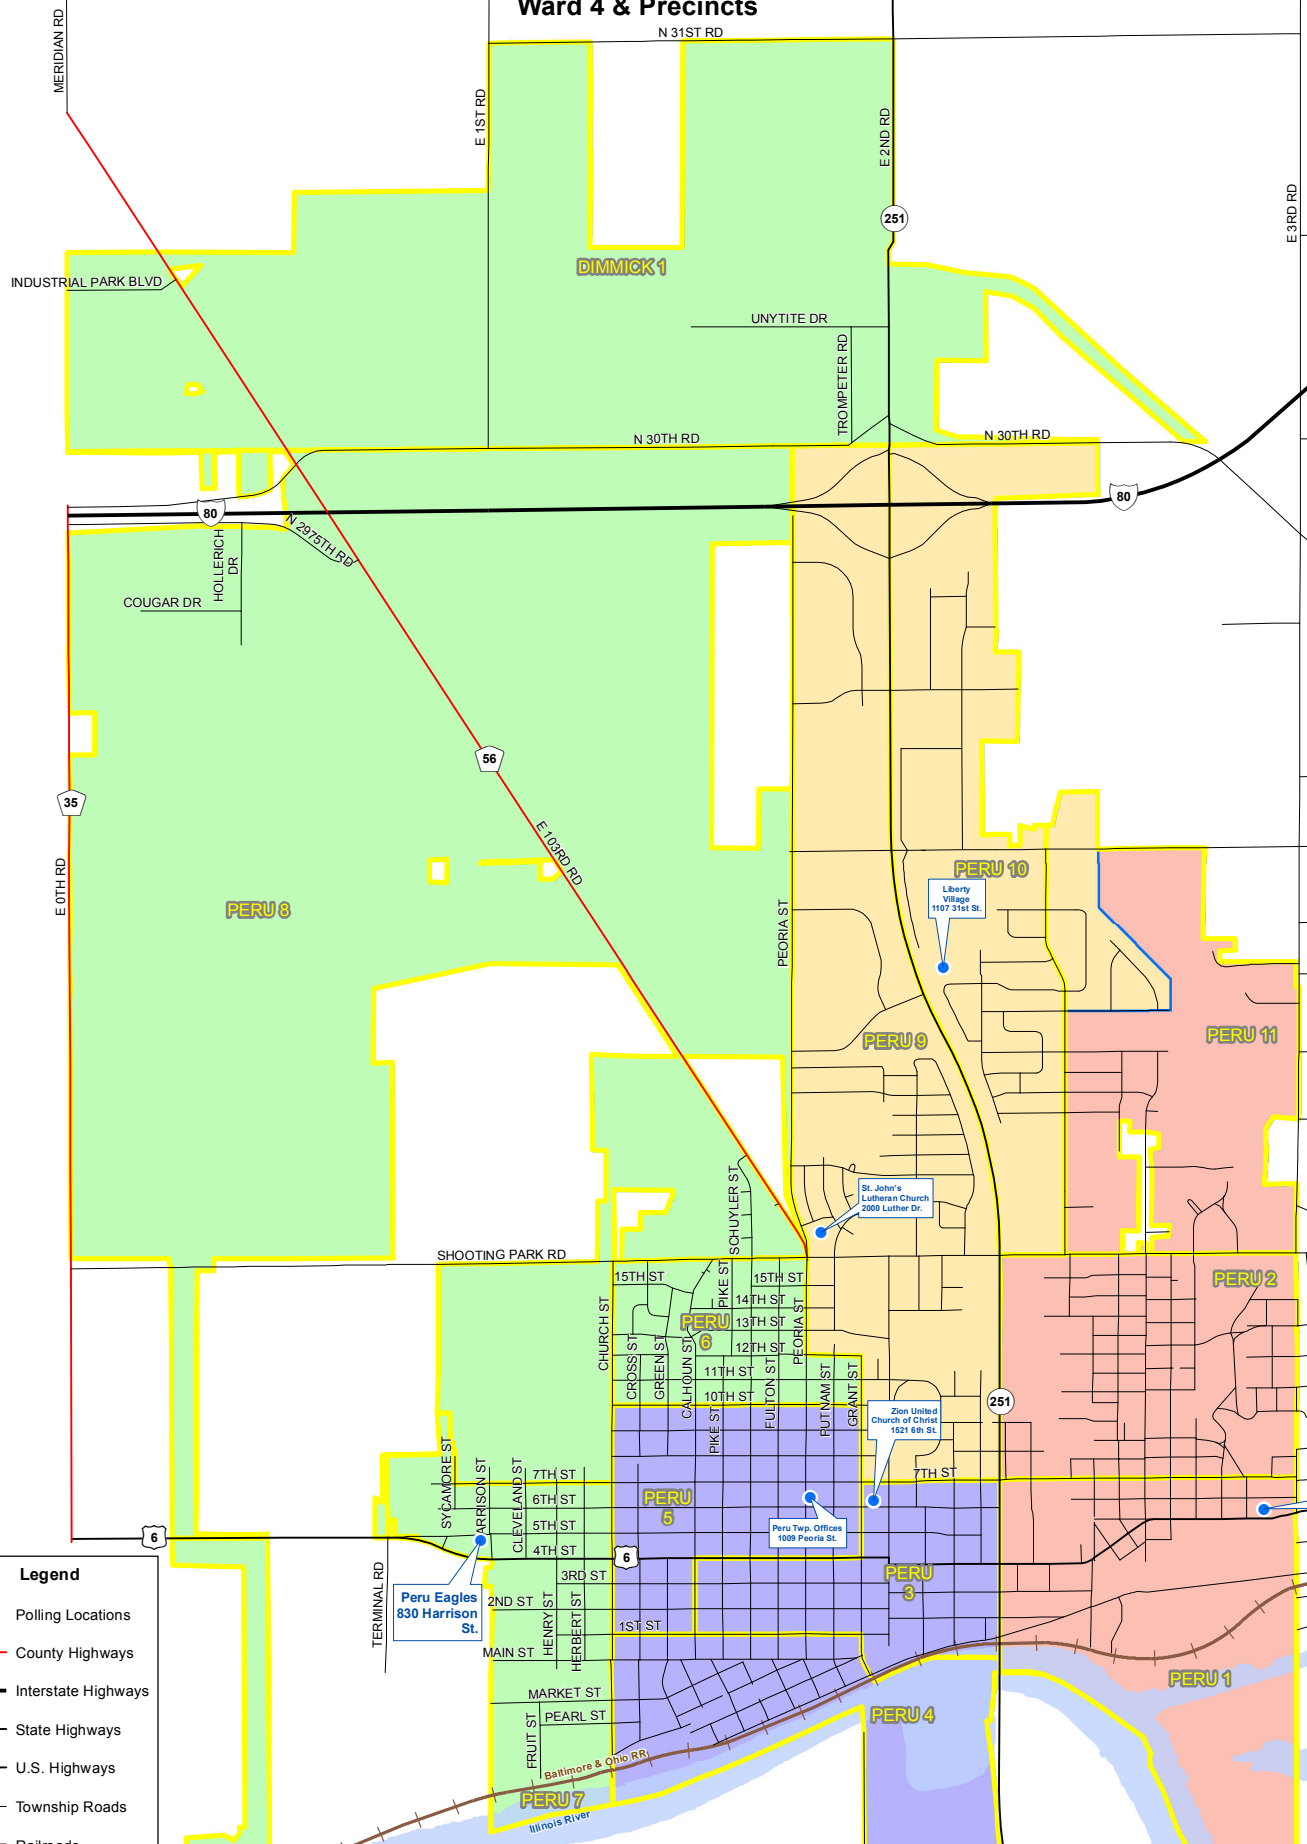 Ward 4 & Precincts
N 31ST RD
MERIDIAN RD
E 1ST RD
E 2ND RD
E 3RD RD
251
DIMMICK 1
INDUSTRIAL PARK BLVD
UNYTITE DR
TROMPETER RD
N 30TH RD
N 30TH RD
80
80
N 2975TH RD
HOLLERICH
DR
COUGAR DR
56
35
E 103RD RD
E 0TH RD
PERU 8
PEORIA ST
PERU 10
Liberty
Village
1107 31st St.
PERU 9
PERU 11
St. John's
Lutheran Church
2000 Luther Dr.
SCHUYLER ST
SHOOTING PARK RD
15TH ST
PIKE ST
15TH ST
14TH ST
13TH ST
12TH ST
11TH ST
10TH ST
PERU 2
PERU
6
CHURCH ST
CROSS ST
GREEN ST
CALHOUN ST
PIKE ST
FULTON ST
PEORIA ST
PUTNAM ST
GRANT ST
251
Zion United
Church of Christ
1521 6th St.
SYCAMORE ST
ARRISON ST
CLEVELAND ST
7TH ST
7TH ST
6TH ST
5TH ST
4TH ST
PERU
5
Peru Twp. Offices
1009 Peoria St.
6
6
3RD ST
2ND ST
1ST ST
PERU
3
Peru Eagles
830 Harrison
St.
TERMINAL RD
HENRY ST
HERBERT ST
MAIN ST
MARKET ST
PEARL ST
FRUIT ST
PERU 1
PERU 4
Baltimore & Ohio RR
PERU 7
Illinois River
Legend
Polling Locations
County Highways
Interstate Highways
State Highways
U.S. Highways
Township Roads
Railroads